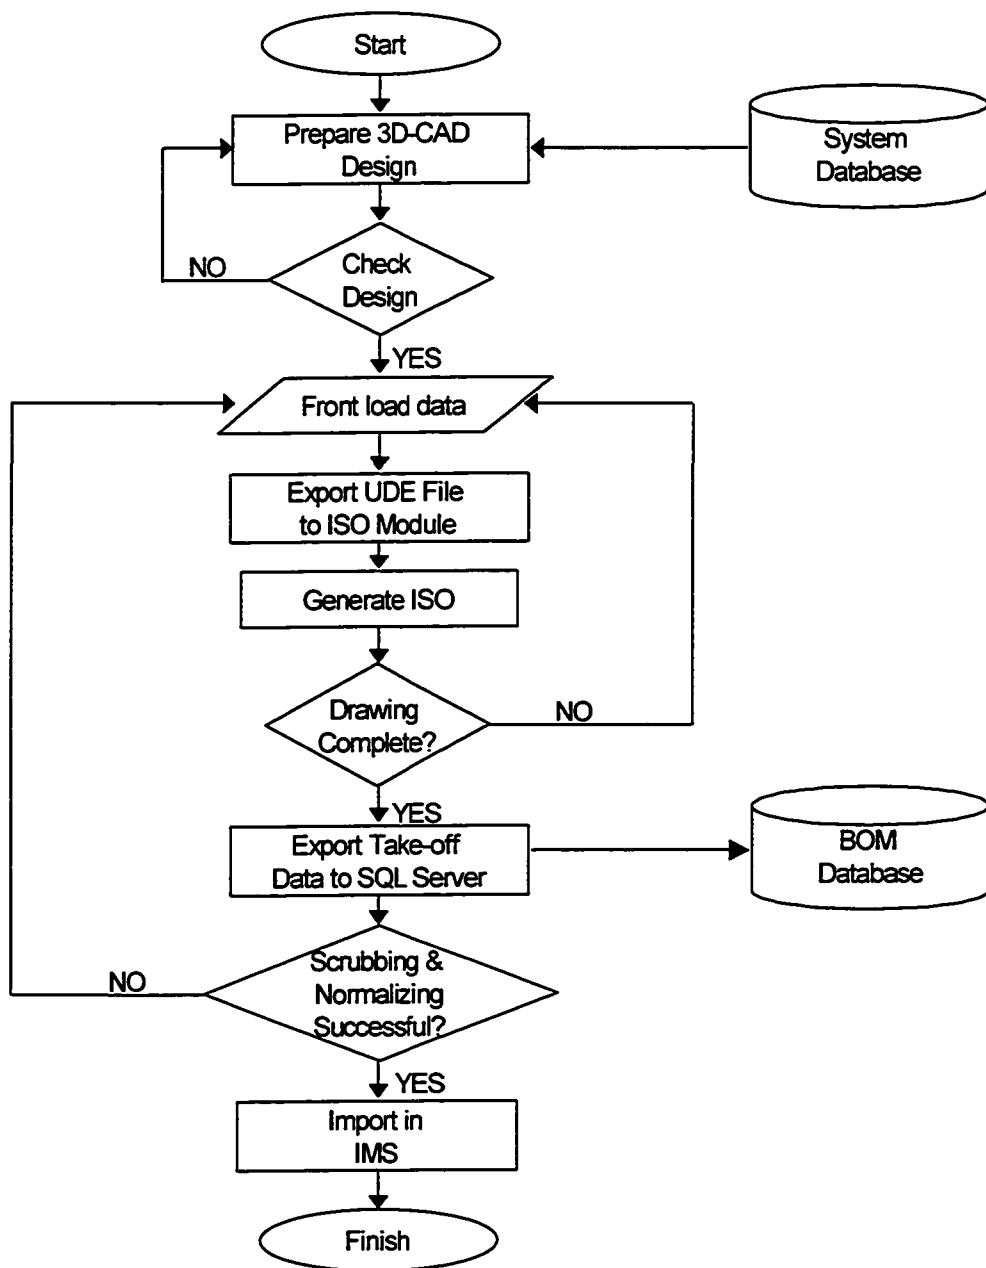 Start
Prepare 3D-CAD
Design
System
Database
NO
Check
Design
YES
Front load data
Export UDE File
to ISO Module
Generate ISO
Drawing
Complete?
NO
YES
Export Take-off
Data to SQL Server
BOM
Database
NO
Scrubbing &
Normalizing
Successful?
YES
Import in
IMS
Finish